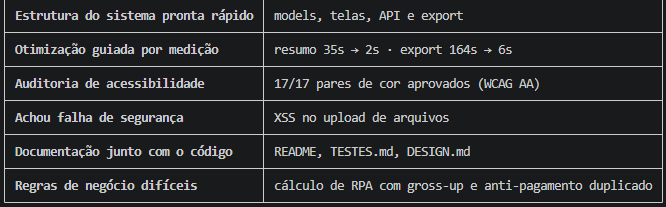 Estrutura do sistema pronta rápido models, telas, API e export
Otimização guiada por medição resumo 35s → 2s · export 164s → 6s
Auditoria de acessibilidade 17/17 pares de cor aprovados (WCAG AA)
Achou falha de segurança XSS no upload de arquivos
Documentação junto com o código README, TESTES.md, DESIGN.md
Regras de negócio difíceis cálculo de RPA com gross-up e anti-pagamento duplicado